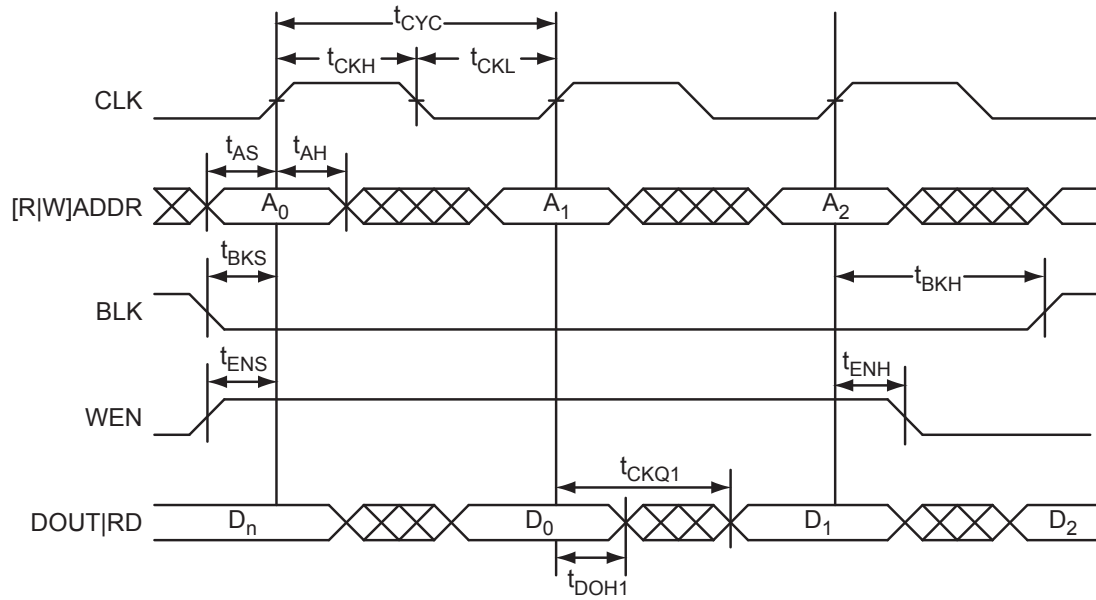 tCYC
tCKH tCKL
CLK
tAS tAH
[R|W]ADDR A0 A1 A2
tBKS tBKH
BLK
tENS tENH
WEN
tCKQ1
DOUT|RD Dn D0 D1 D2
tDOH1